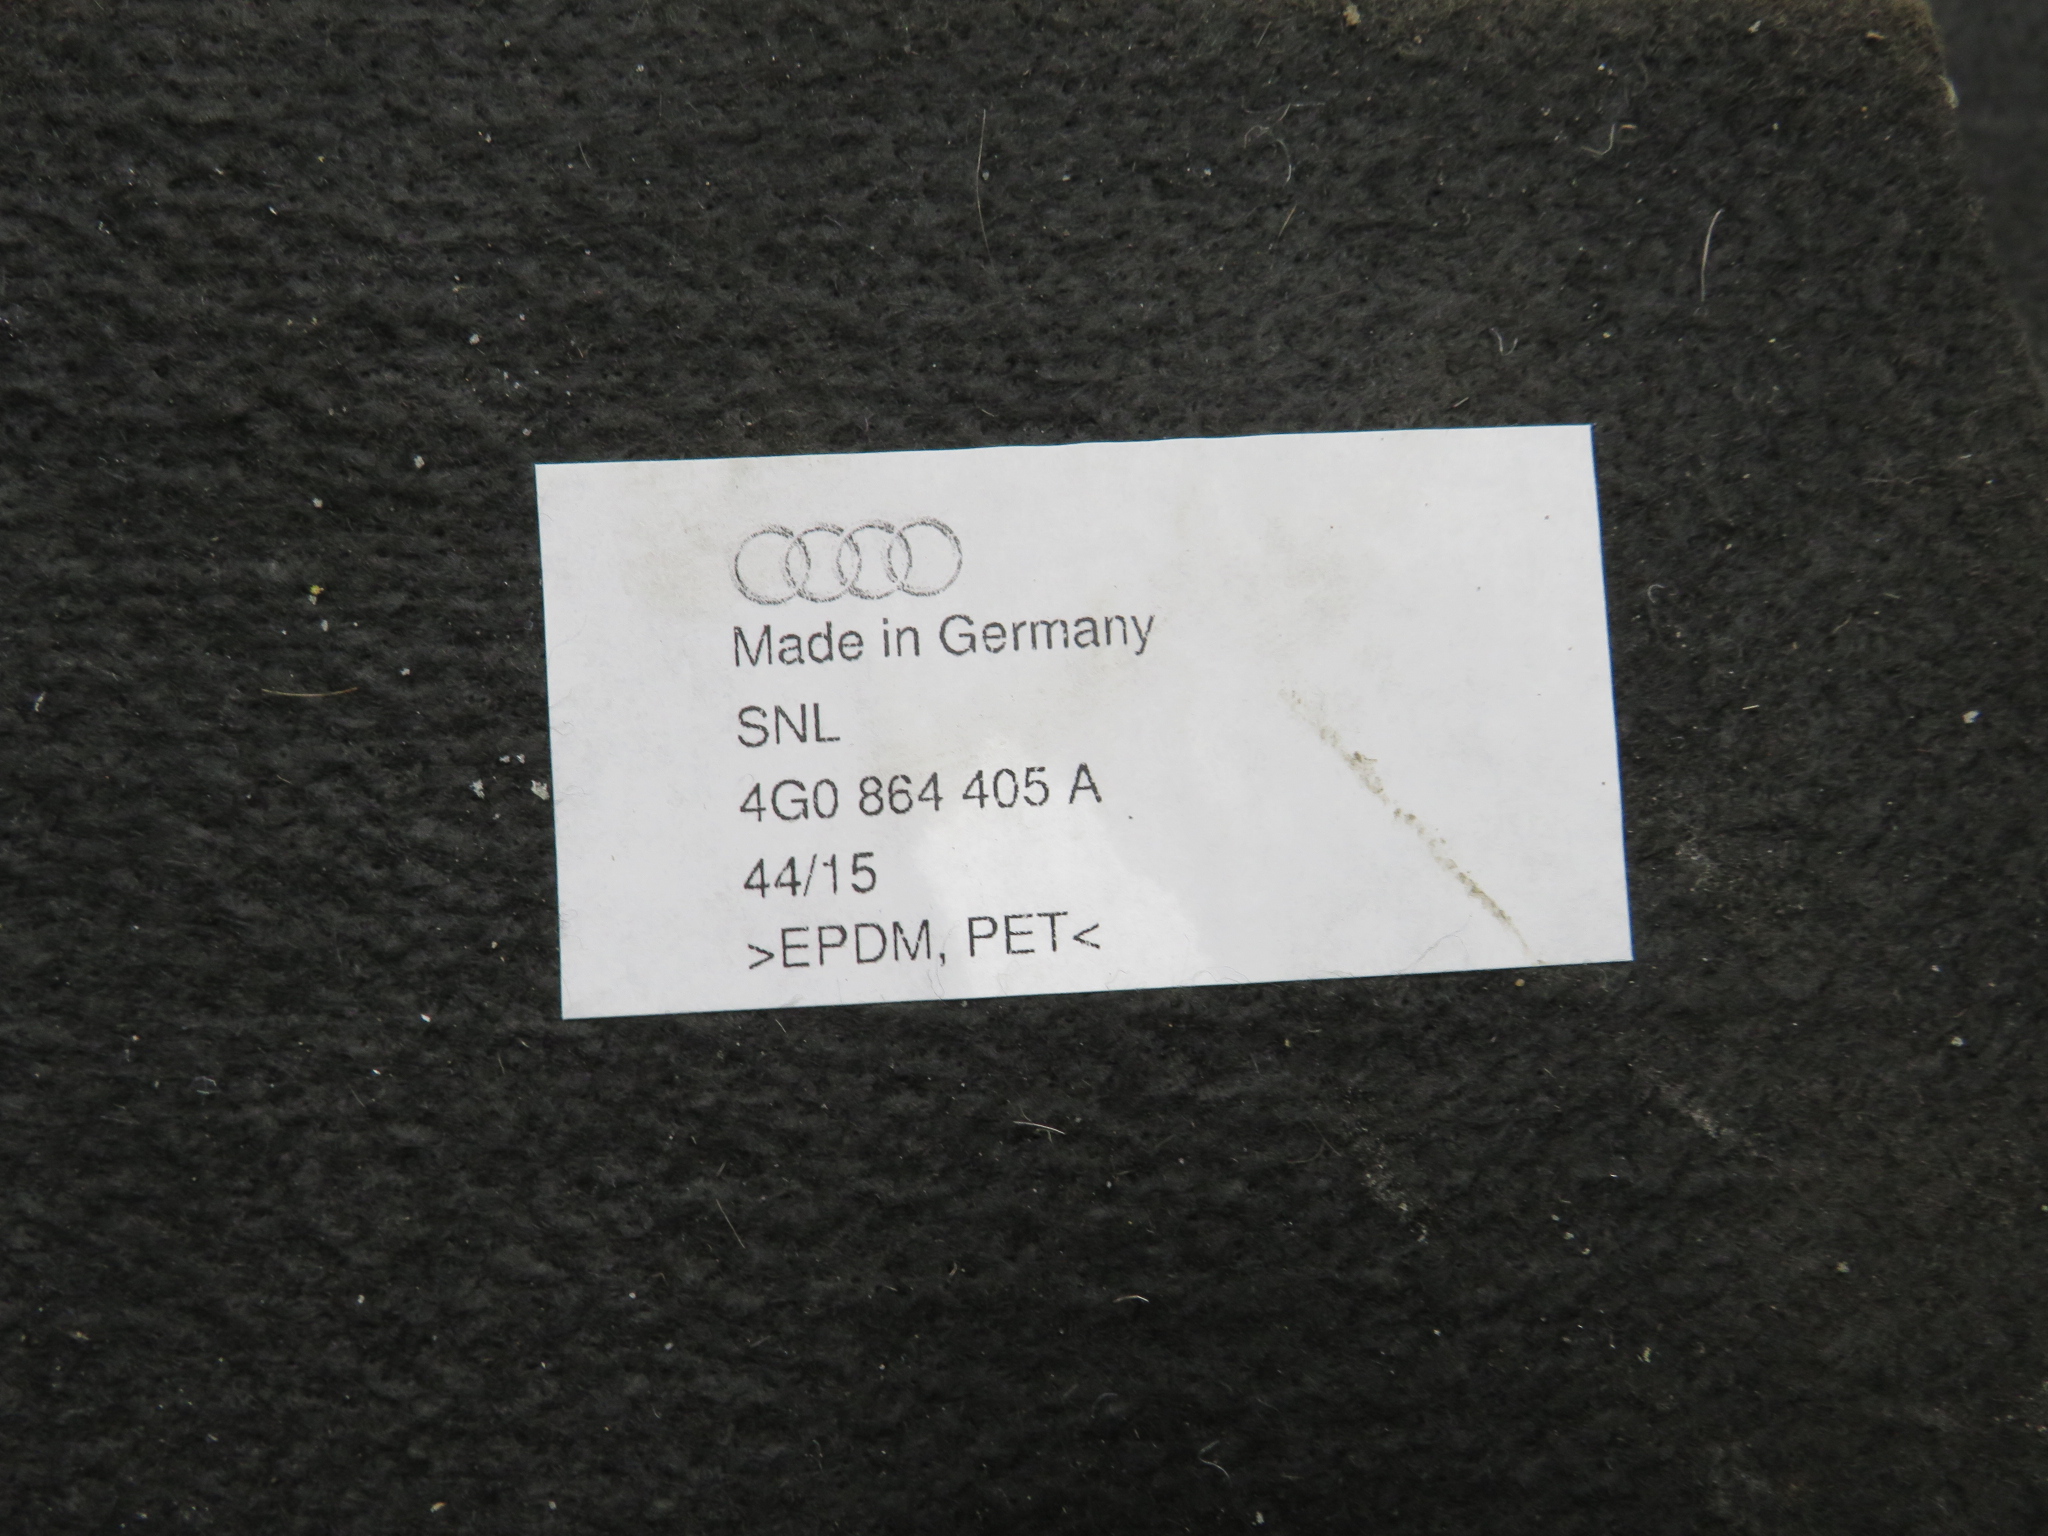 Made in Germany
SNL
4G0 864 405 A
44/15
>EPDM, PET<